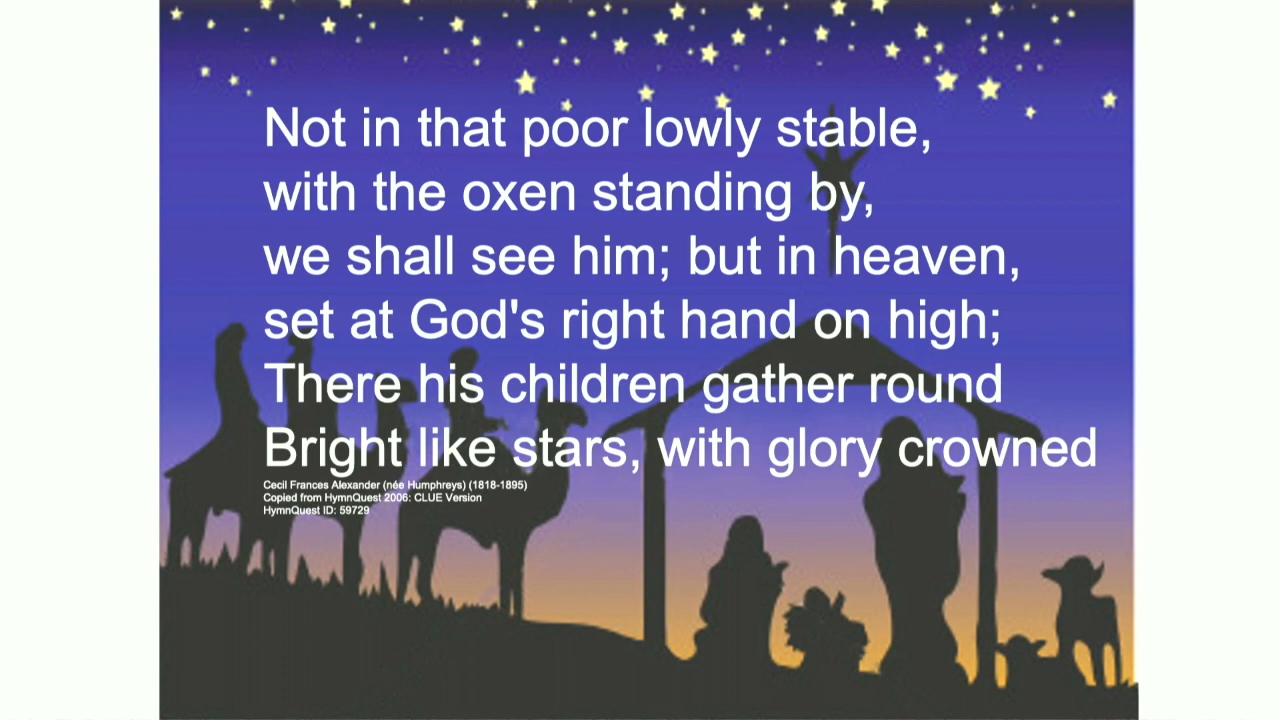 Not in that poor lowly stable,
with the oxen standing by,
we shall see him; but in heaven,
set at God's right hand on high;
There his children gather round
Bright like stars, with glory crowned
Cecil Frances Alexander (née Humphreys) (1818-1895)
Copied from HymnQuest 2006: CLUE Version
HymnQuest ID: 59729